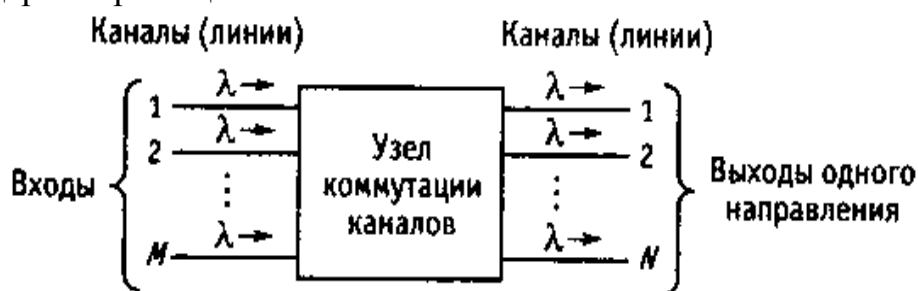 Каналы (линии)
Каналы (линии)
Входы
1
2
M
λ
λ
λ
Узел
коммутации
каналов
λ
λ
λ
1
2
N
Выходы одного
направления